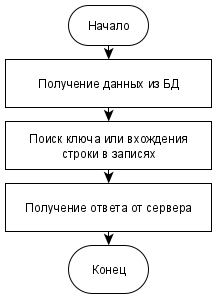 Начало
Получение данных из БД
Поиск ключа или вхождения
строки в записях
Получение ответа от сервера
Конец